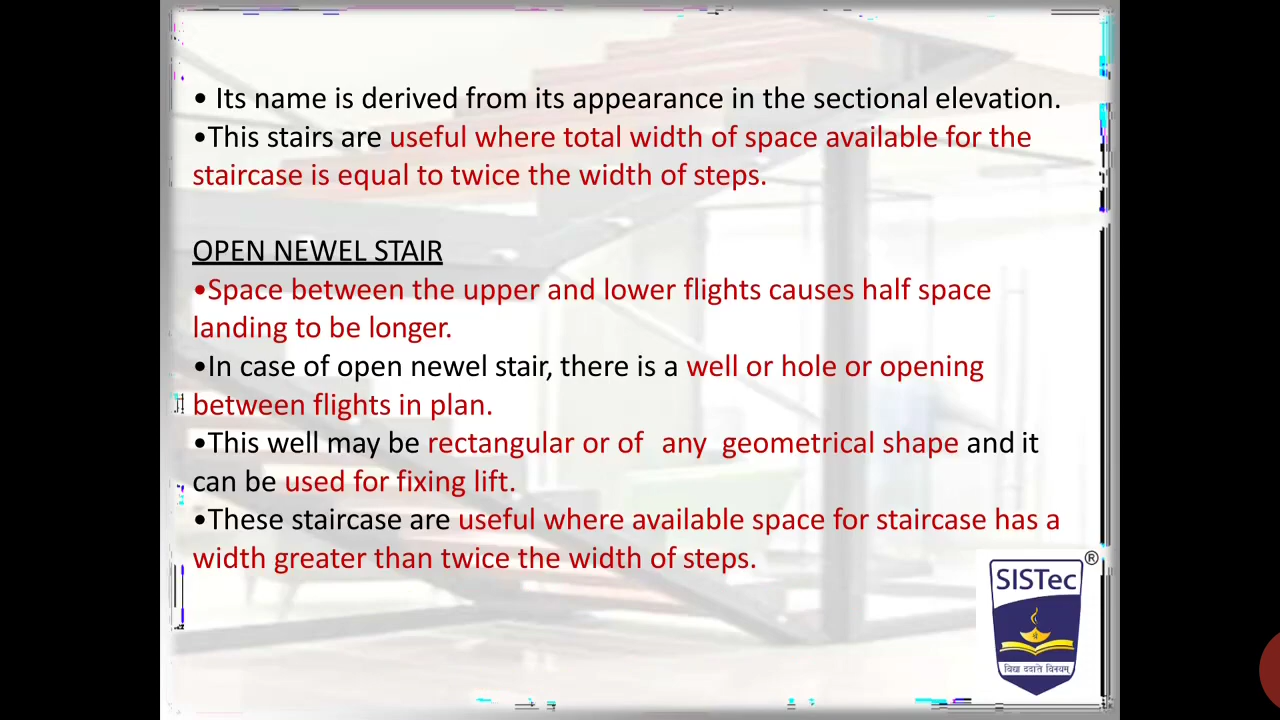 • Its name is derived from its appearance in the sectional elevation.
•This stairs are useful where total width of space available for the
staircase is equal to twice the width of steps.
OPEN NEWEL STAIR
•Space between the upper and lower flights causes half space
landing to be longer.
•In case of open newel stair, there is a well or hole or opening
between flights in plan.
•This well may be rectangular or of any geometrical shape and it
can be used for fixing lift.
•These staircase are useful where available space for staircase has a
width greater than twice the width of steps.
®
SISTec
विद्या ददाति विनयम्